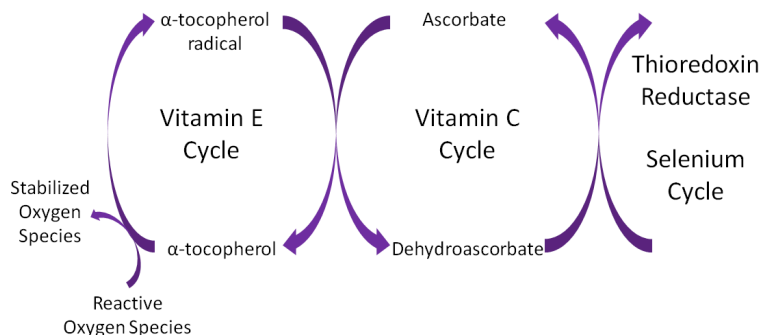 α-tocopherol
radical
Ascorbate
Thioredoxin
Reductase
Vitamin E
Cycle
Vitamin C
Cycle
Selenium
Cycle
Stabilized
Oxygen
Species
α-tocopherol
Dehydroascorbate
Reactive
Oxygen Species